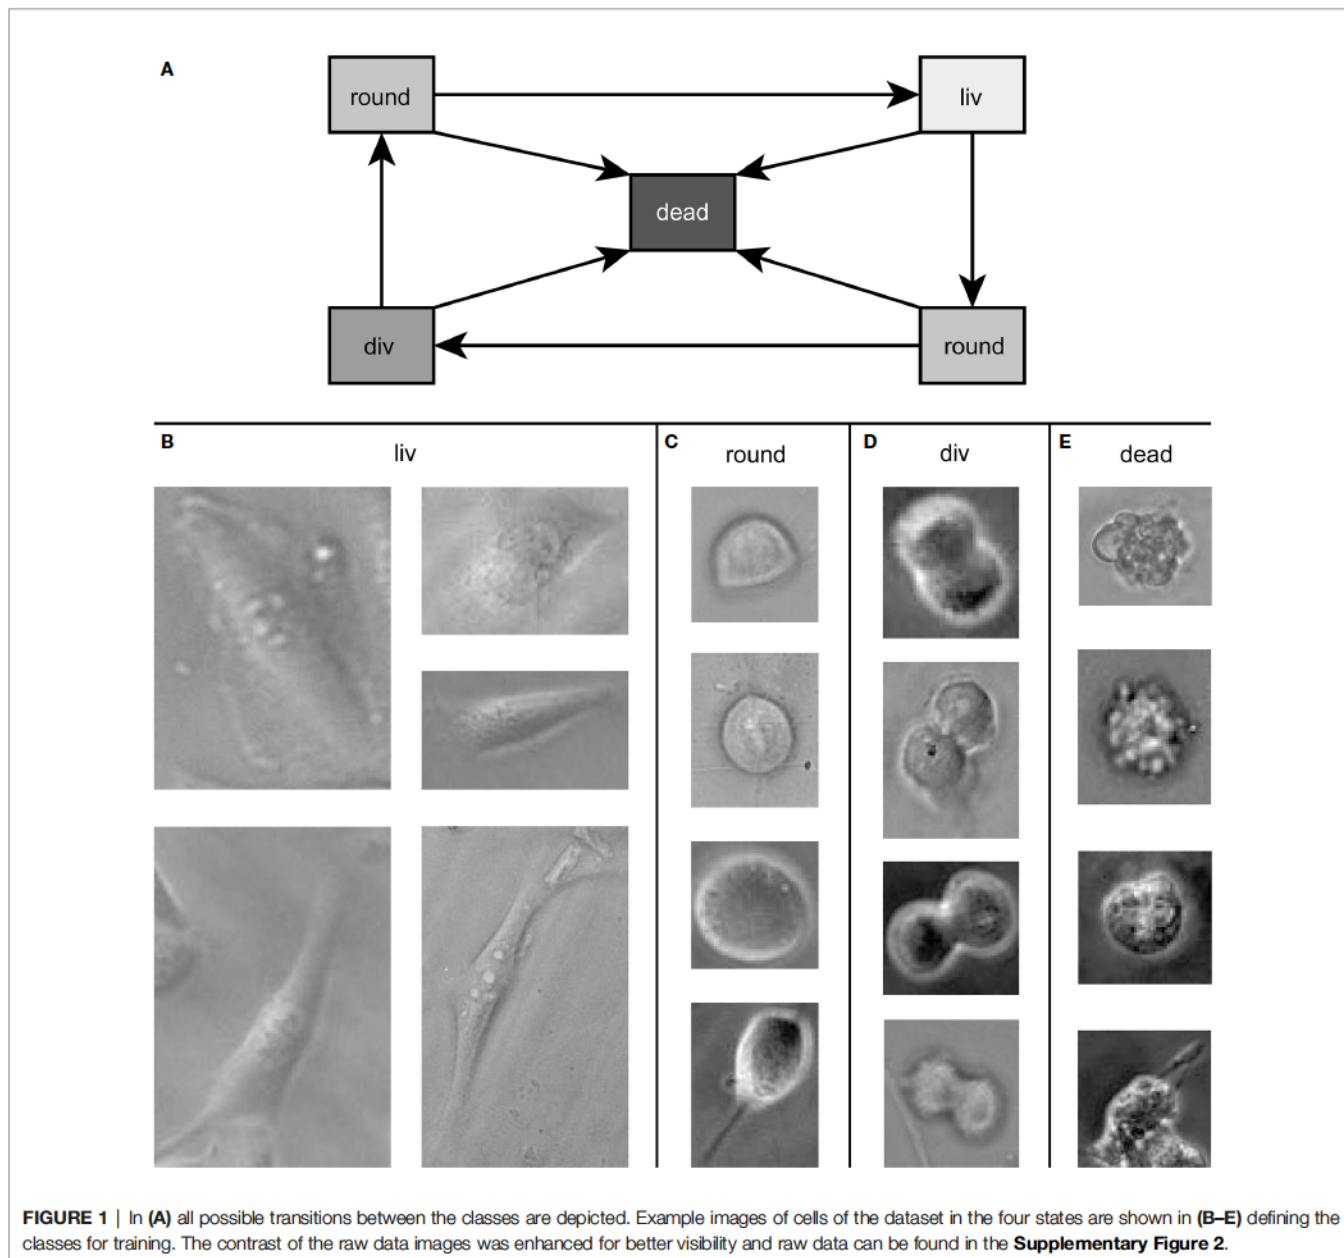 A
round
liv
dead
div
round
B
liv
C
round
D
div
E
dead
FIGURE 1 | In (A) all possible transitions between the classes are depicted. Example images of cells of the dataset in the four states are shown in (B–E) defining the
classes for training. The contrast of the raw data images was enhanced for better visibility and raw data can be found in the Supplementary Figure 2.